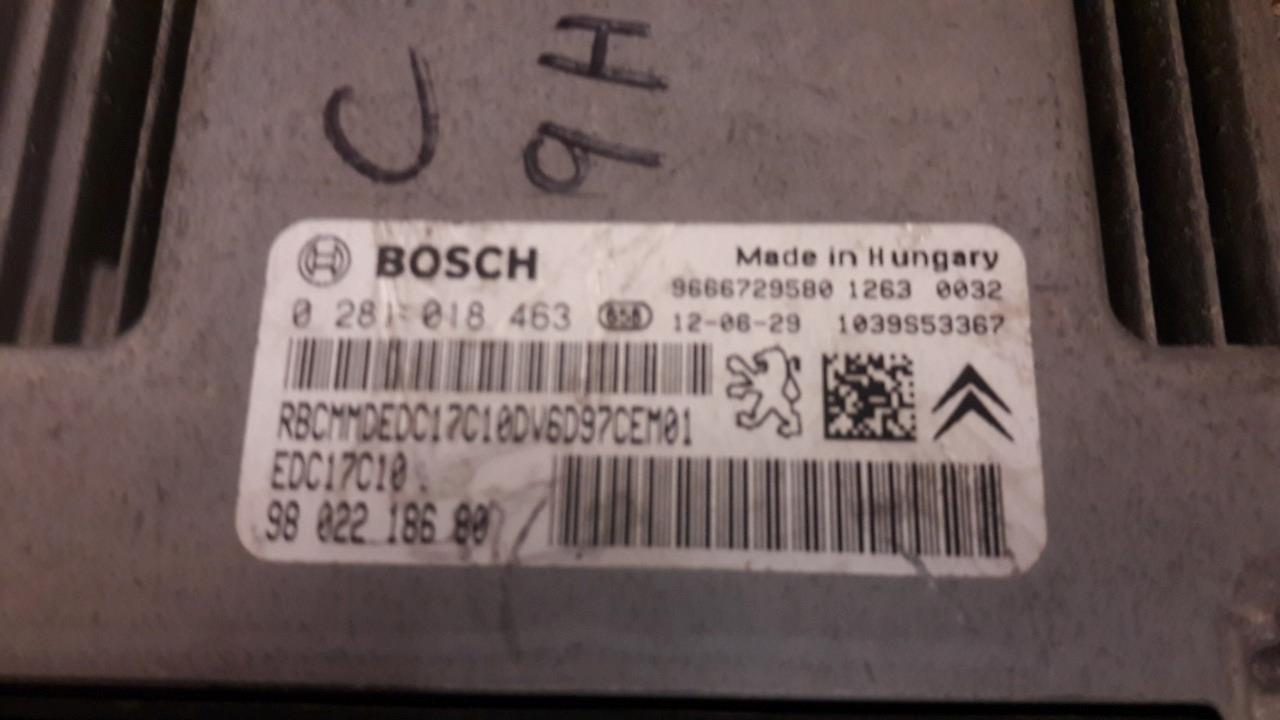 C
9H
BOSCH
Made in Hungary
9666729580 1263 0032
0 281 018 463 858 12-06-29 1039S53367
RBCMMDEDC17C10DV6D97CEM01
EDC17C10
98 022 186 80